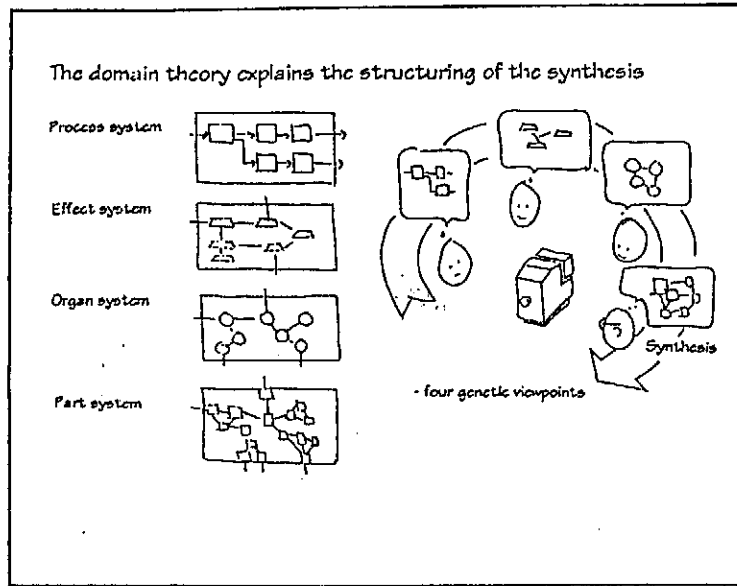 The domain theory explains the structuring of the synthesis
Process system
Effect system
Organ system
Part system
Synthesis
- four genetic viewpoints